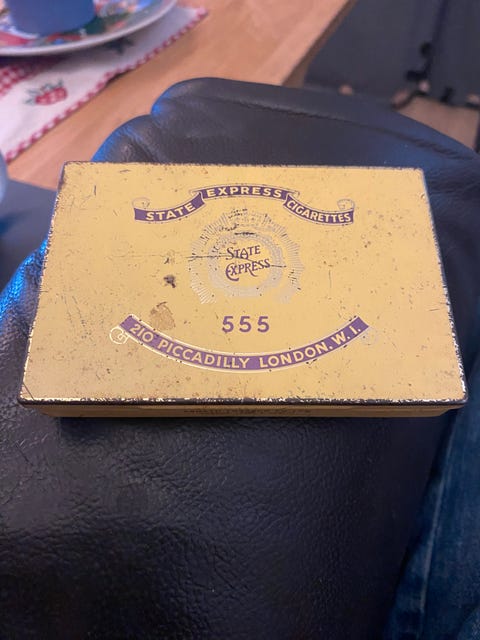 STATE EXPRESS CIGARETTES
STATE
EXPRESS
555
210 PICCADILLY LONDON. W.1.